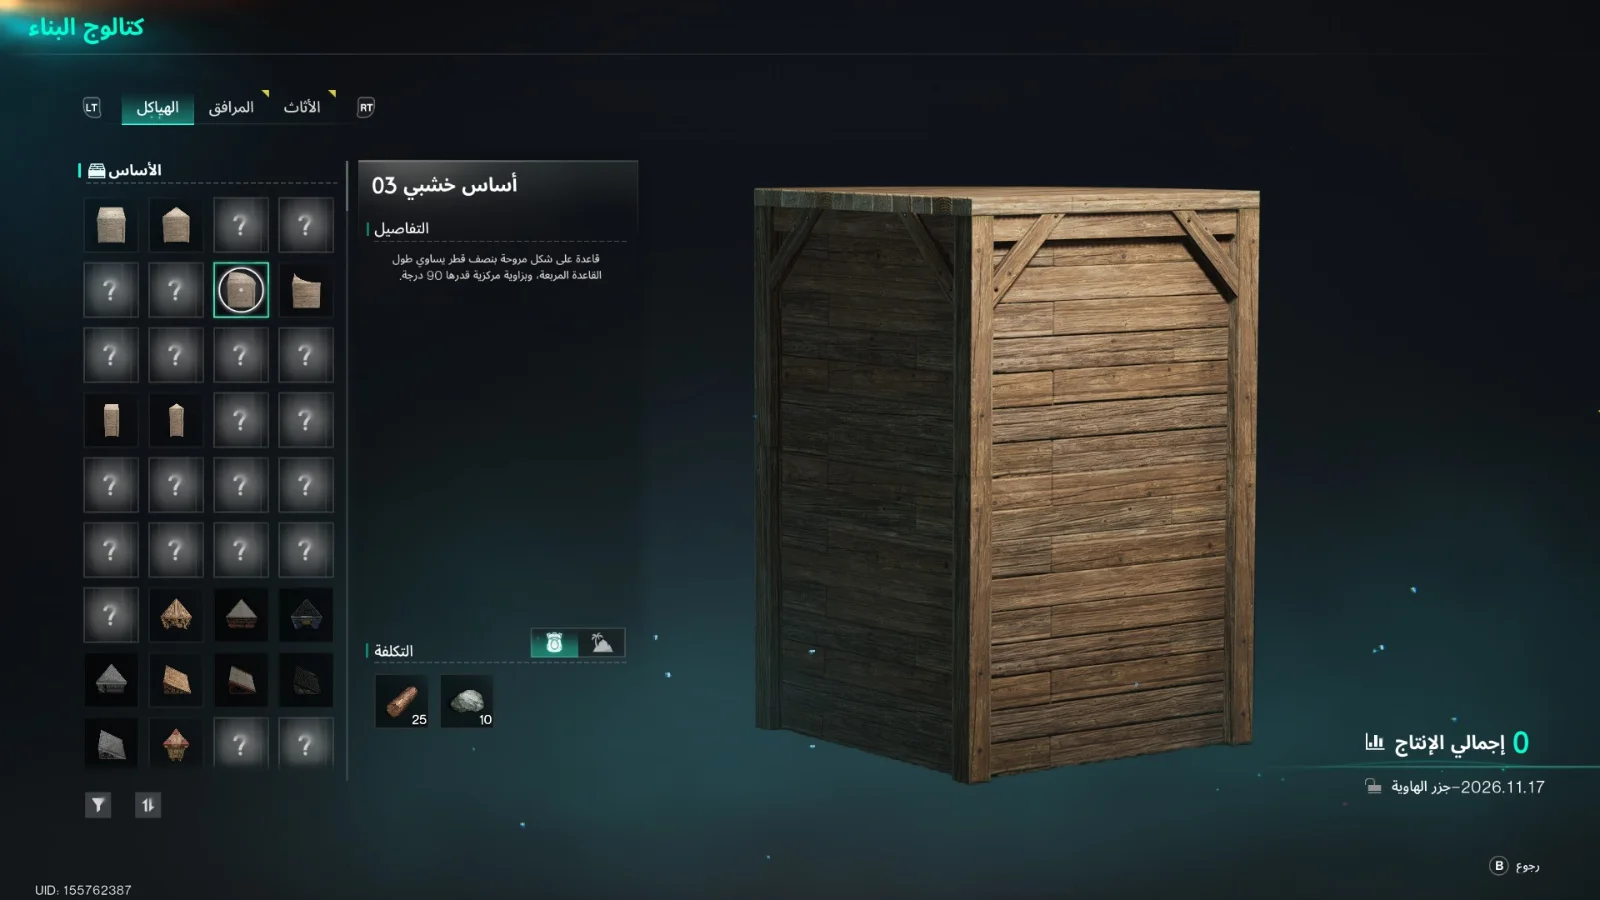 كتالوج البناء
LT
الهياكل
المرافق
الأثاث
RT
الأساس
? ?
? ?
? ? ? ?
? ?
? ? ? ?
? ? ? ?
?
? ?
أساس خشبي 03
التفاصيل
قاعدة على شكل مروحة بنصف قطر يساوي طول
القاعدة المربعة، وبزاوية مركزية قدرها 90 درجة.
التكلفة
25
10
إجمالي الإنتاج 0
2026.11.17-جزر الهاوية
B رجوع
UID: 155762387